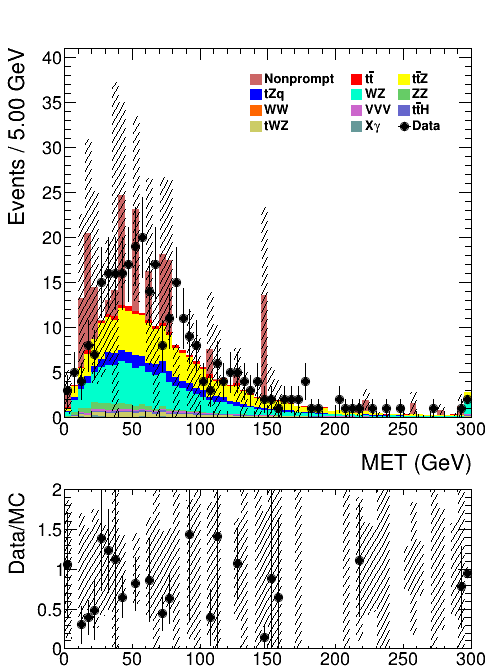 Events / 5.00 GeV
40
35
30
25
20
15
10
5
0
Nonprompt tt̄ tt̄Z
tZq WZ ZZ
WW VVV tt̄H
tWZ Xγ Data
0 50 100 150 200 250 300
MET (GeV)
Data/MC
2
1.5
1
0.5
0
0 50 100 150 200 250 300